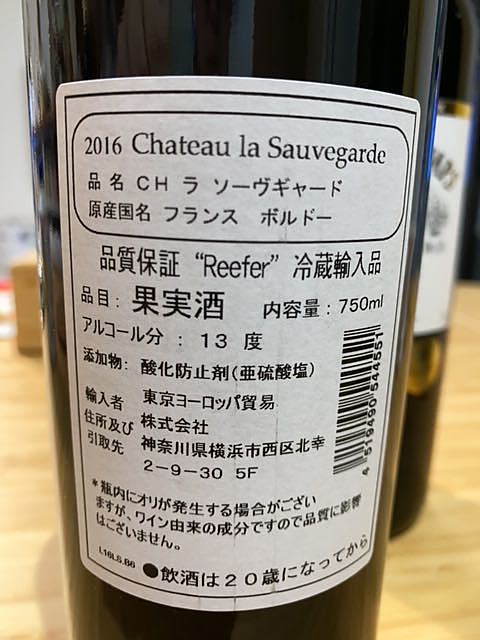 2016 Chateau la Sauvegarde
品 名 CH ラ ソーヴギャード
原産国名 フランス ボルドー
品質保証 "Reefer" 冷蔵輸入品
品目: 果実酒 内容量: 750ml
アルコール分 : 13 度
添加物: 酸化防止剤(亜硫酸塩)
輸入者 東京ヨーロッパ貿易
住所及び 株式会社
引取先 神奈川県横浜市西区北幸
2-9-30 5F
4 519490 544551
*瓶内にオリが発生する場合がござい
ますが、ワイン由来の成分ですので品質に影響
はございません。
L16LS.B6
●飲酒は20歳になってから